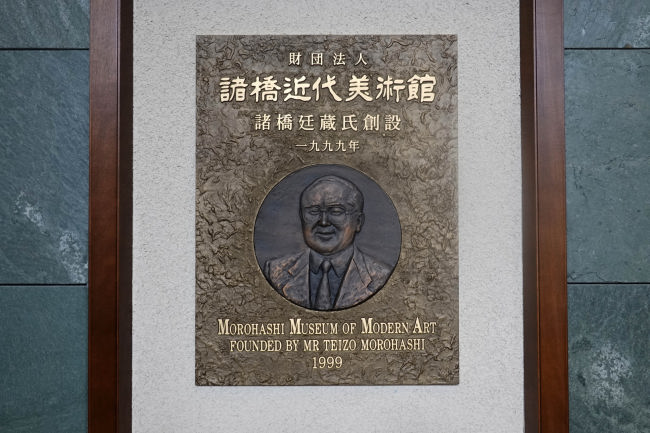 財団法人
諸橋近代美術館
諸橋廷蔵氏創設
一九九九年
MOROHASHI MUSEUM OF MODERN ART
FOUNDED BY MR TEIZO MOROHASHI
1999